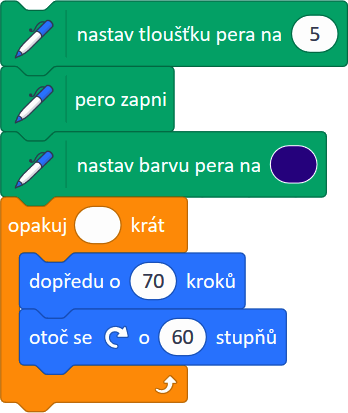 nastav tloušťku pera na 5
pero zapni
nastav barvu pera na
opakuj krát
dopředu o 70 kroků
otoč se o 60 stupňů